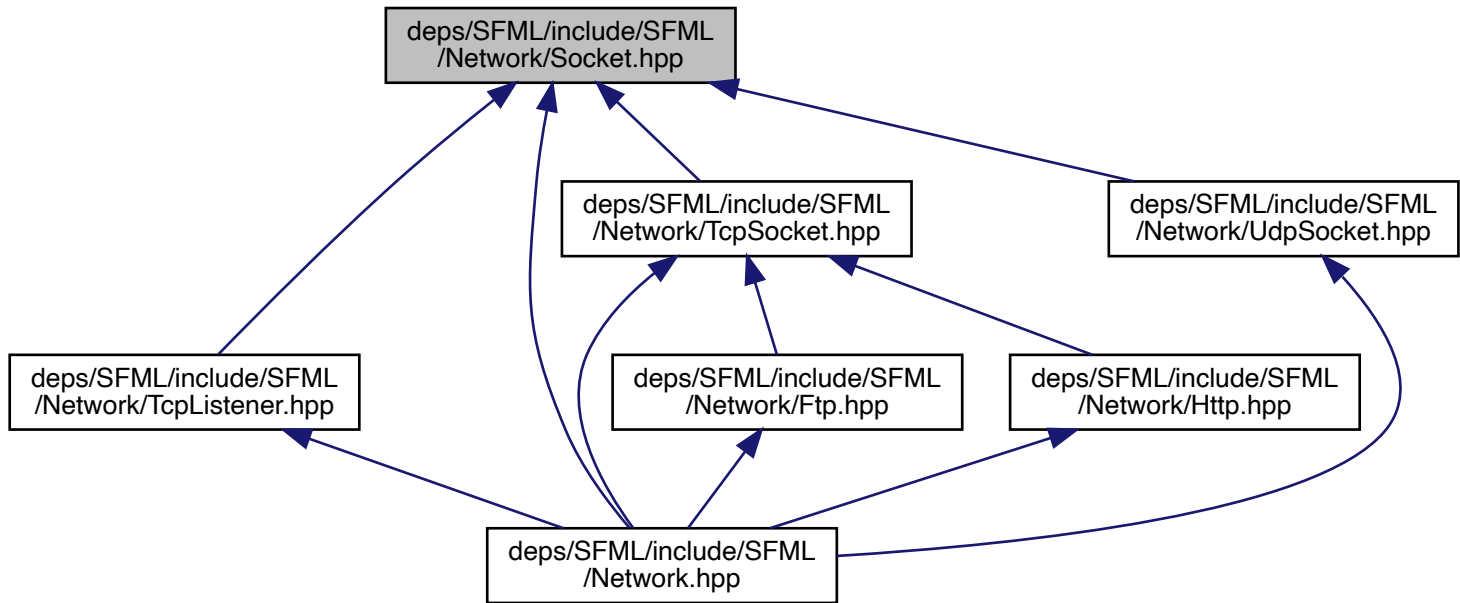 deps/SFML/include/SFML
/Network/Socket.hpp
deps/SFML/include/SFML
/Network/TcpSocket.hpp
deps/SFML/include/SFML
/Network/UdpSocket.hpp
deps/SFML/include/SFML
/Network/TcpListener.hpp
deps/SFML/include/SFML
/Network/Ftp.hpp
deps/SFML/include/SFML
/Network/Http.hpp
deps/SFML/include/SFML
/Network.hpp